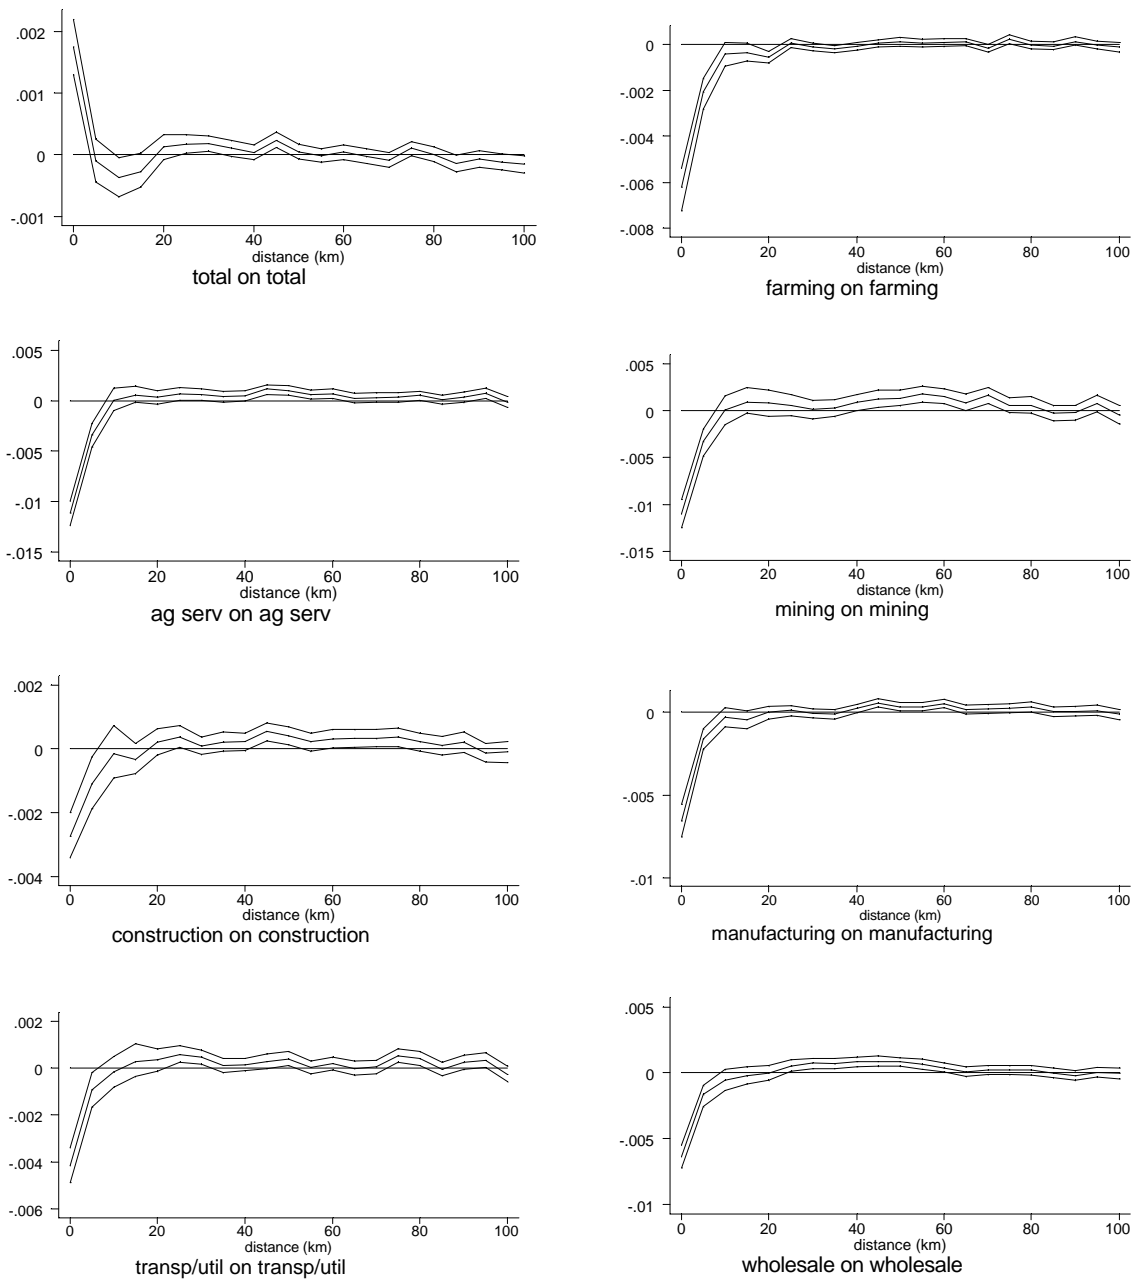 .002
.001
0
-.001
0 20 40 60 80 100
distance (km)
total on total
0
-.002
-.004
-.006
-.008
0 20 40 60 80 100
distance (km)
farming on farming
.005
0
-.005
-.01
-.015
0 20 40 60 80 100
distance (km)
ag serv on ag serv
.005
0
-.005
-.01
-.015
0 20 40 60 80 100
distance (km)
mining on mining
.002
0
-.002
-.004
0 20 40 60 80 100
distance (km)
construction on construction
0
-.005
-.01
0 20 40 60 80 100
distance (km)
manufacturing on manufacturing
.002
0
-.002
-.004
-.006
0 20 40 60 80 100
distance (km)
transp/util on transp/util
.005
0
-.005
-.01
0 20 40 60 80 100
distance (km)
wholesale on wholesale